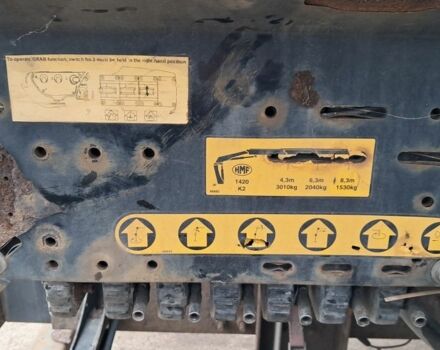 To operate GRAB function, switch No.3 must be held in the right hand position
HMF
1420
K2
4,3m 6,3m 8,3m
3010kg 2040kg 1530kg